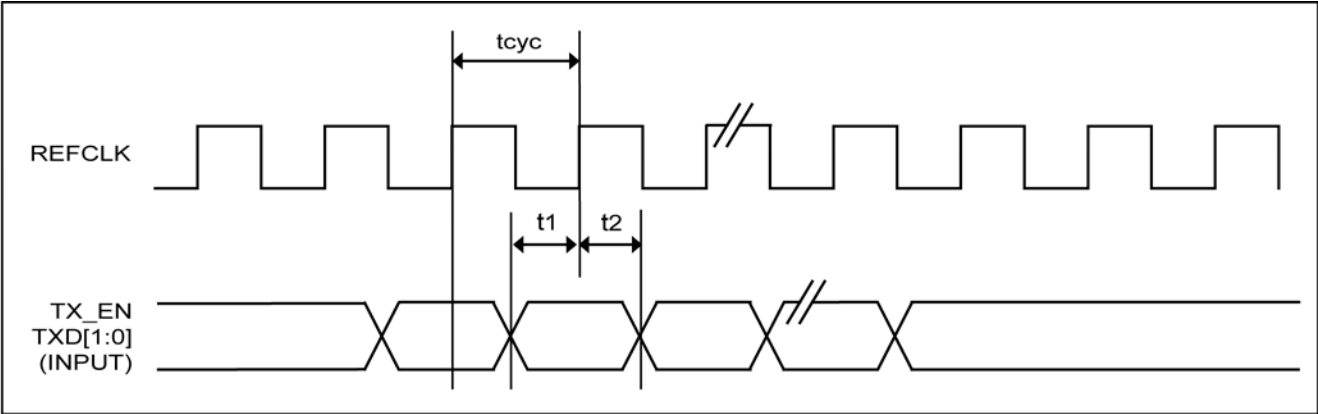 tcyc
REFCLK
t1 t2
TX_EN
TXD[1:0]
(INPUT)